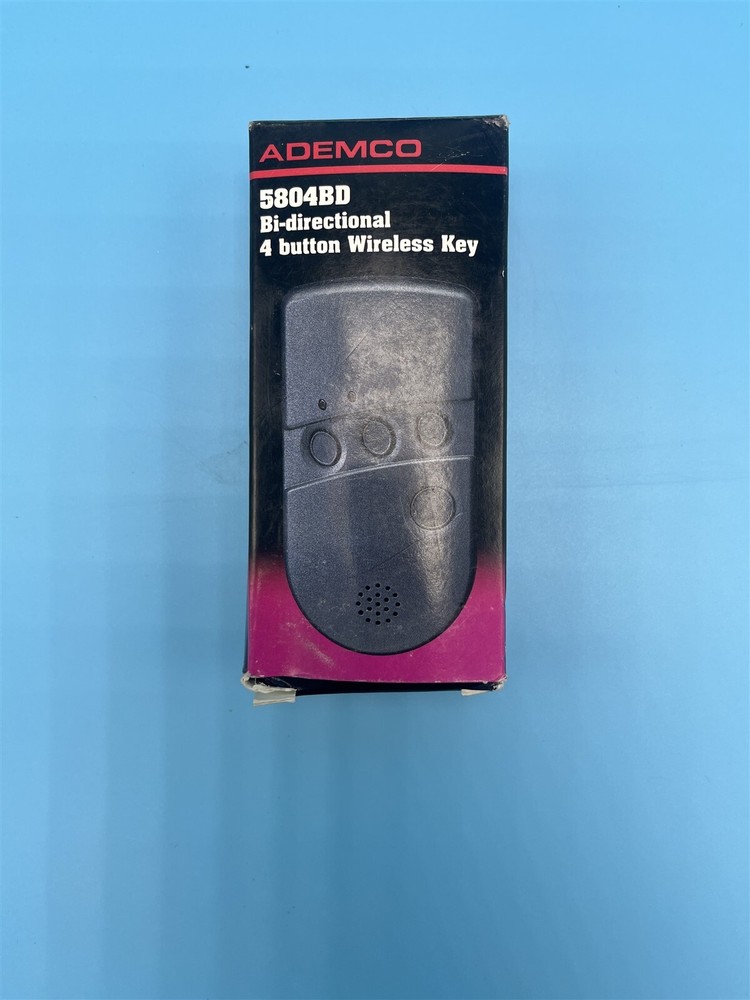 ADEMCO
5804BD
Bi-directional
4 button Wireless Key